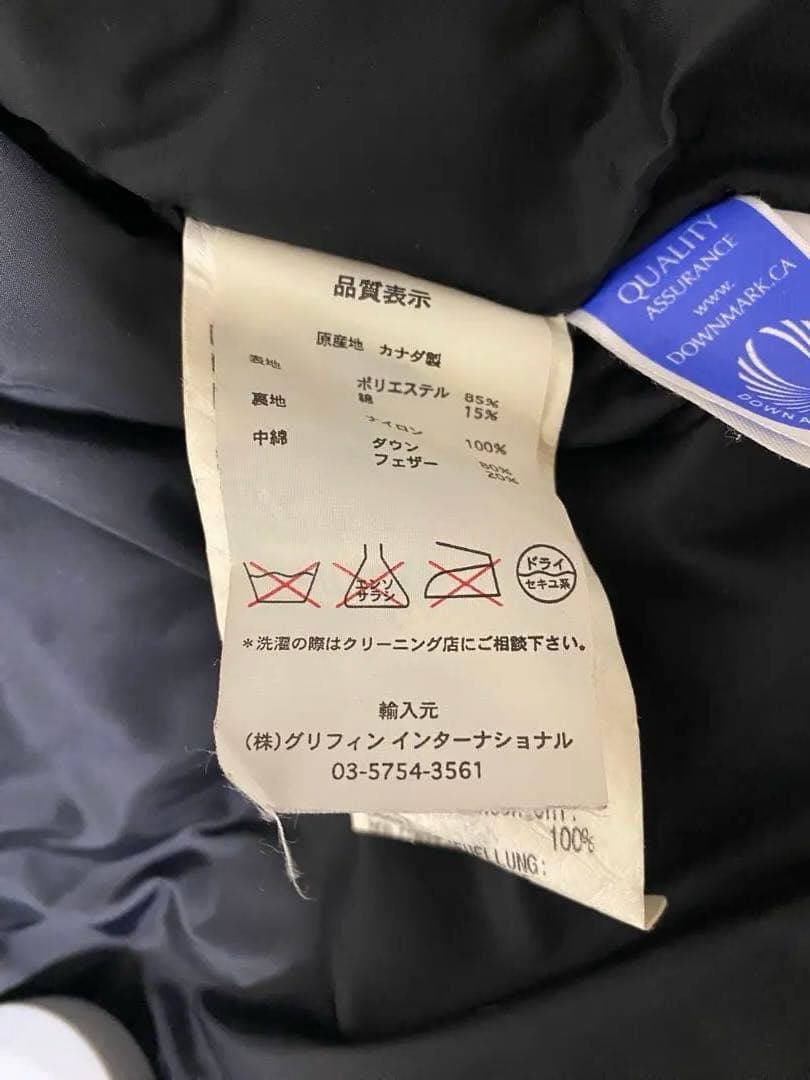 品質表示
原産地 カナダ製
表地 ポリエステル 85%
綿 15%
裏地 ナイロン 100%
中綿 ダウン 80%
フェザー 20%
エンソ
サラシ
ドライ
セキユ系
*洗濯の際はクリーニング店にご相談下さい。
輸入元
(株)グリフィン インターナショナル
03-5754-3561
100%
QUALITY
ASSURANCE
www.
DOWNMARK.CA
DOWN